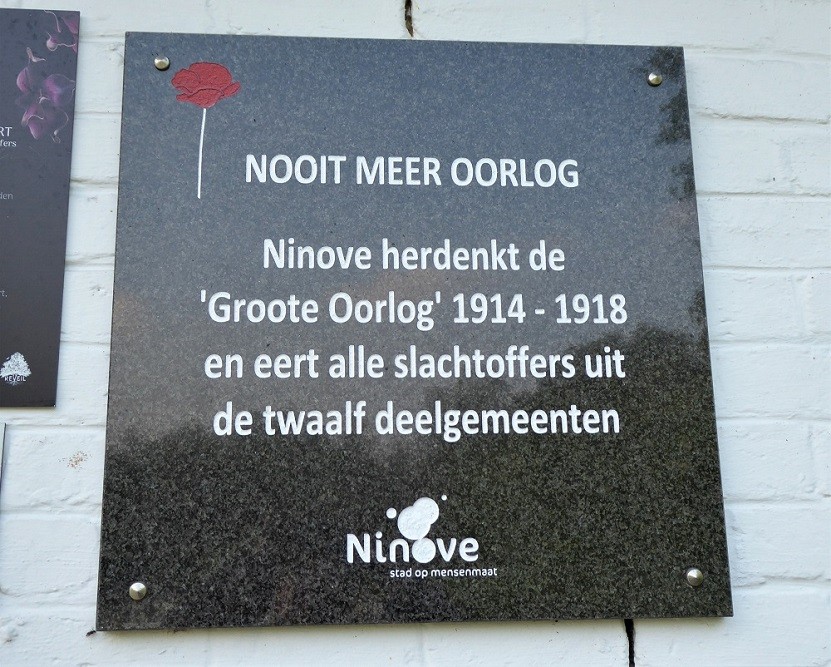 NOOIT MEER OORLOG
Ninove herdenkt de
'Groote Oorlog' 1914 - 1918
en eert alle slachtoffers uit
de twaalf deelgemeenten
Ninove
stad op mensenmaat
REVEIL